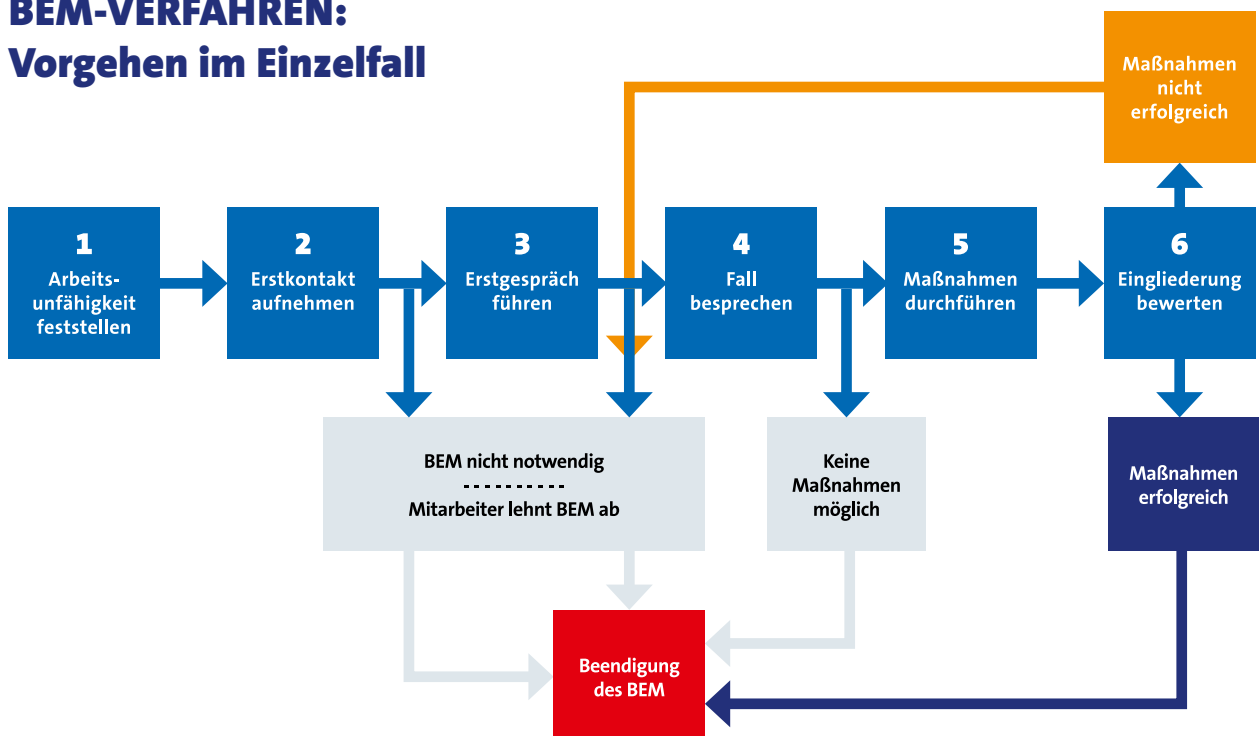 BEM-VERFAHREN:
Vorgehen im Einzelfall
Maßnahmen
nicht
erfolgreich
1
Arbeits-
unfähigkeit
feststellen
2
Erstkontakt
aufnehmen
3
Erstgespräch
führen
4
Fall
besprechen
5
Maßnahmen
durchführen
6
Eingliederung
bewerten
BEM nicht notwendig
----------
Mitarbeiter lehnt BEM ab
Keine
Maßnahmen
möglich
Maßnahmen
erfolgreich
Beendigung
des BEM